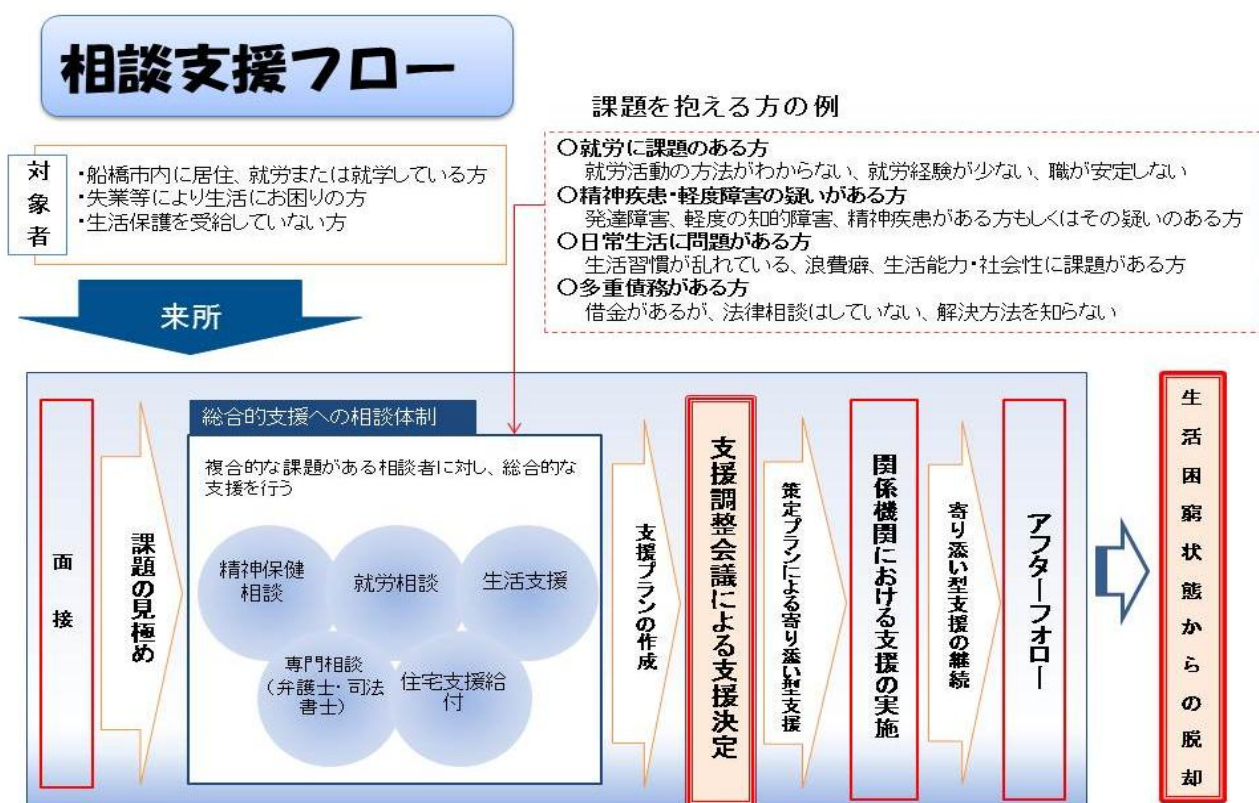 相談支援フロー
対象者
・船橋市内に居住、就労または就学している方
・失業等により生活にお困りの方
・生活保護を受給していない方
課題を抱える方の例
○就労に課題のある方
就労活動の方法がわからない、就労経験が少ない、職が安定しない
○精神疾患・軽度障害の疑いがある方
発達障害、軽度の知的障害、精神疾患がある方もしくはその疑いのある方
○日常生活に問題がある方
生活習慣が乱れている、浪費癖、生活能力・社会性に課題がある方
○多重債務がある方
借金があるが、法律相談はしていない、解決方法を知らない
来所
面接
課題の見極め
総合的支援への相談体制
複合的な課題がある相談者に対し、総合的な
支援を行う
精神保健
相談
就労相談
生活支援
専門相談
（弁護士・司法
書士）
住宅支援給
付
支援プランの作成
支援調整会議による支援決定
策定プランによる寄り添い型支援
関係機関における支援の実施
寄り添い型支援の継続
アフターフォロー
生活困窮状態からの脱却